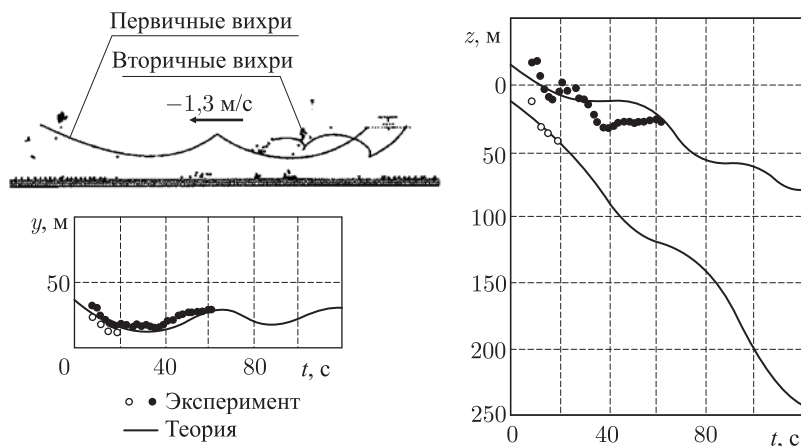 Первичные вихри
Вторичные вихри
−1,3 м/с
y, м
50
0
40
80
t, с
Эксперимент
Теория
z, м
0
50
100
150
200
250
0
40
80
t, с